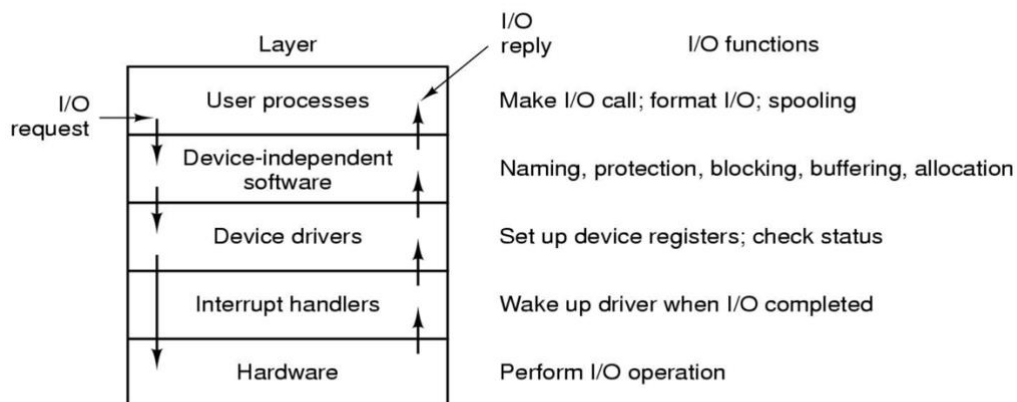 I/O
reply
Layer
I/O functions
I/O
request
User processes
Make I/O call; format I/O; spooling
Device-independent
software
Naming, protection, blocking, buffering, allocation
Device drivers
Set up device registers; check status
Interrupt handlers
Wake up driver when I/O completed
Hardware
Perform I/O operation